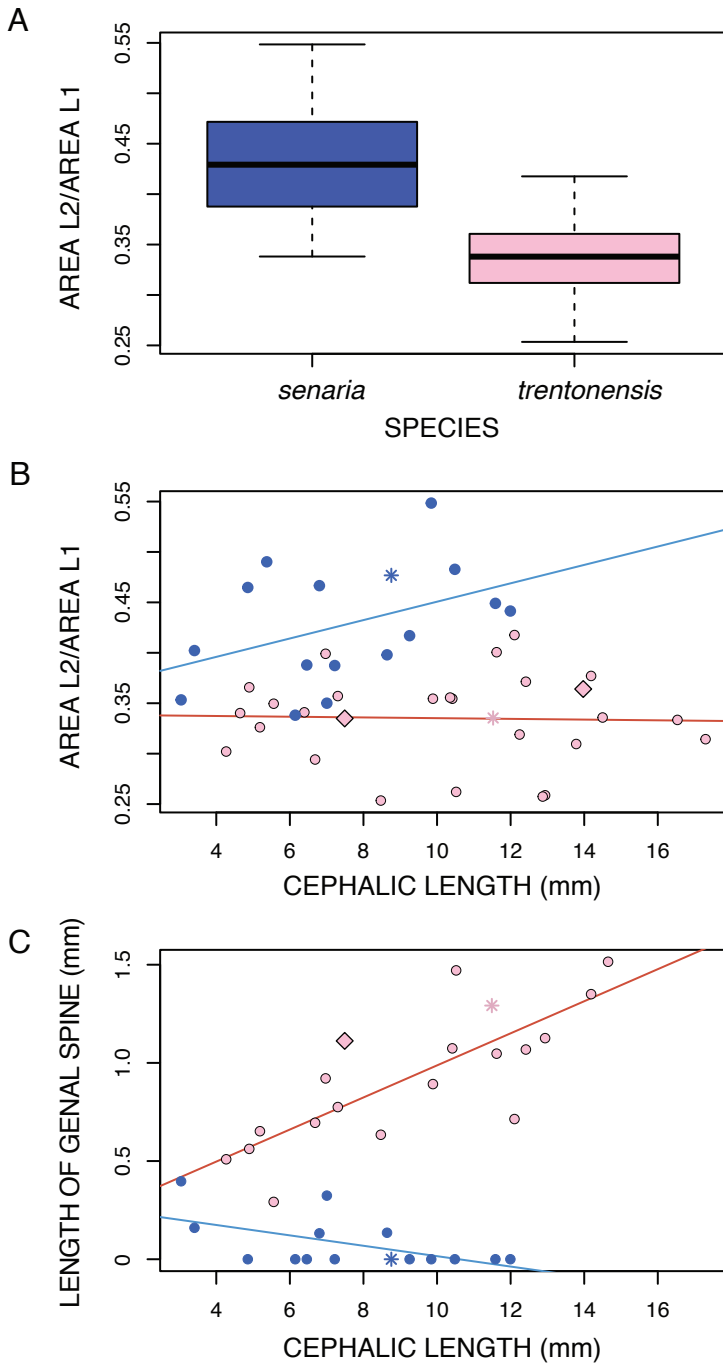 A
AREA L2/AREA L1
0.55
0.45
0.35
0.25
senaria
trentonensis
SPECIES
B
AREA L2/AREA L1
0.55
0.45
0.35
0.25
4 6 8 10 12 14 16
CEPHALIC LENGTH (mm)
C
LENGTH OF GENAL SPINE (mm)
1.5
1.0
0.5
0
4 6 8 10 12 14 16
CEPHALIC LENGTH (mm)